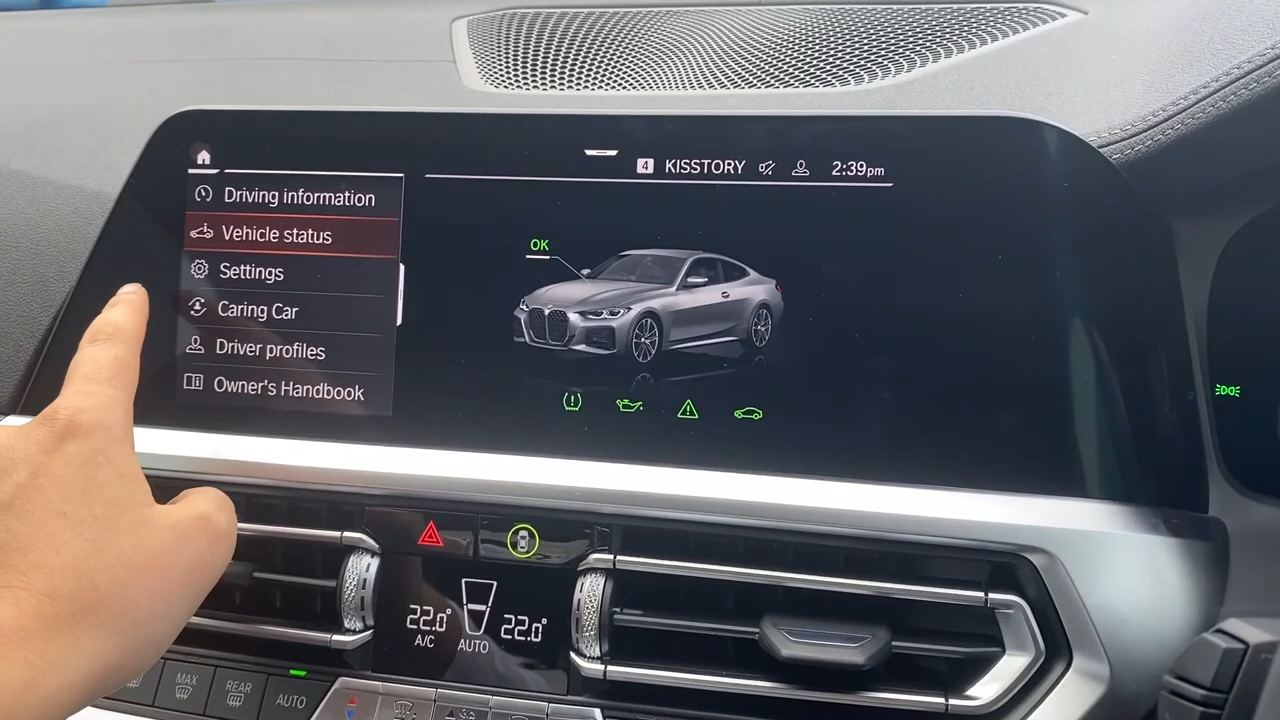 4 KISSTORY 2:39pm
Driving information
Vehicle status
Settings
Caring Car
Driver profiles
Owner's Handbook
OK
22.0° 22.0°
A/C AUTO
MAX
REAR
AUTO